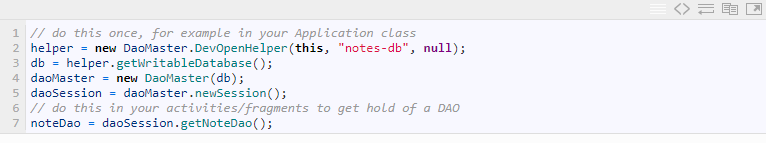 1 // do this once, for example in your Application class
2 helper = new DaoMaster.DevOpenHelper(this, "notes-db", null);
3 db = helper.getWritableDatabase();
4 daoMaster = new DaoMaster(db);
5 daoSession = daoMaster.newSession();
6 // do this in your activities/fragments to get hold of a DAO
7 noteDao = daoSession.getNoteDao();